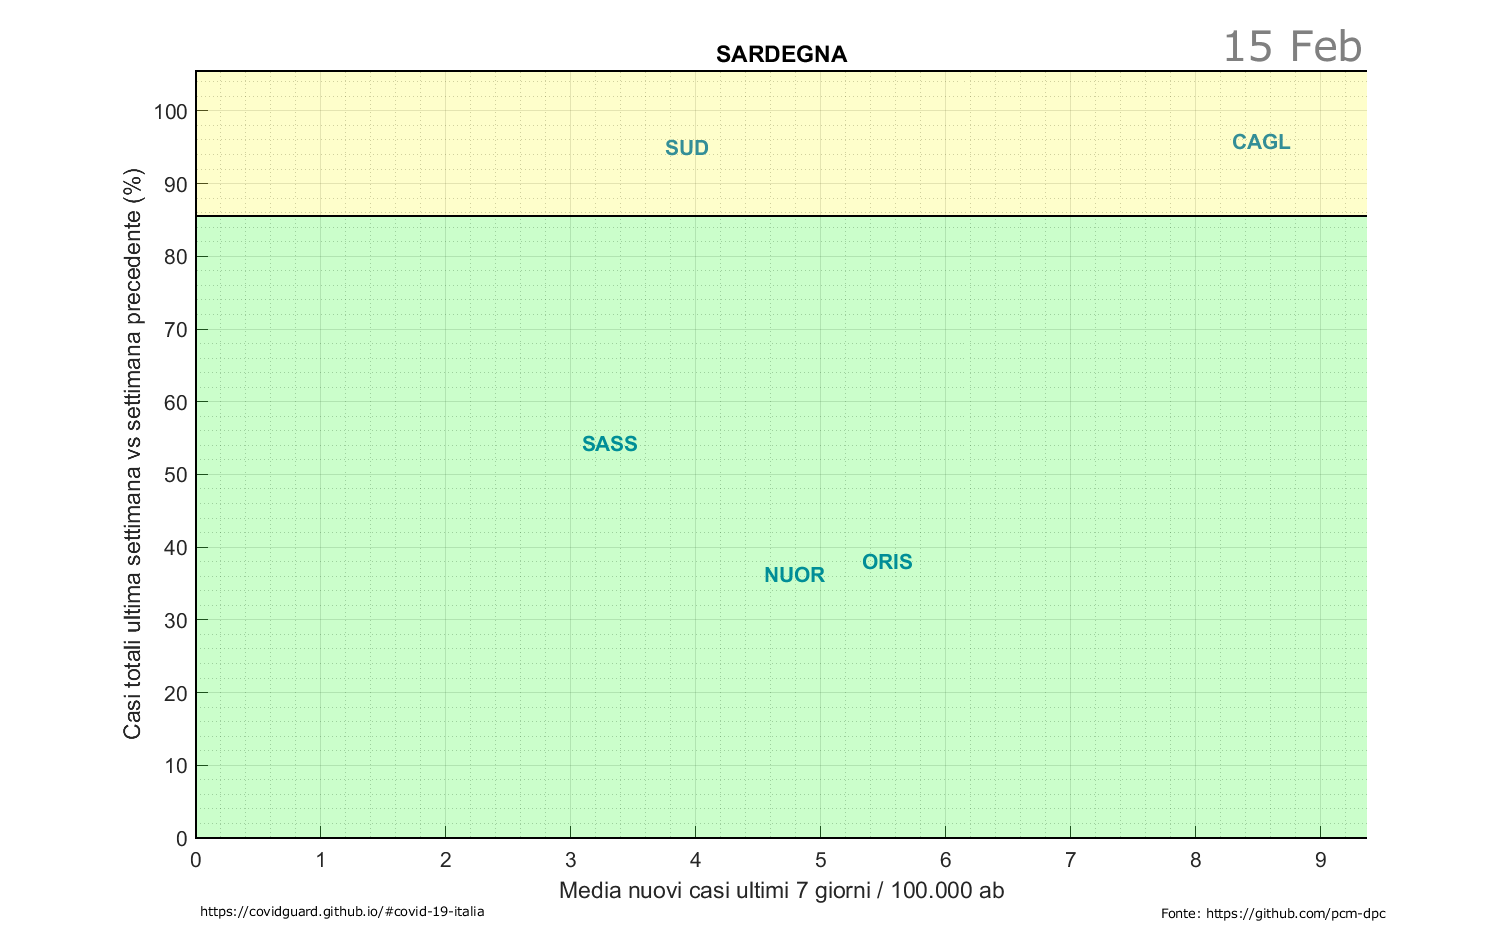 15 Feb
SARDEGNA
Casi totali ultima settimana vs settimana precedente (%)
100
90
80
70
60
50
40
30
20
10
0
SUD
CAGL
SASS
NUOR
ORIS
0 1 2 3 4 5 6 7 8 9
Media nuovi casi ultimi 7 giorni / 100.000 ab
https://covidguard.github.io/#covid-19-italia
Fonte: https://github.com/pcm-dpc